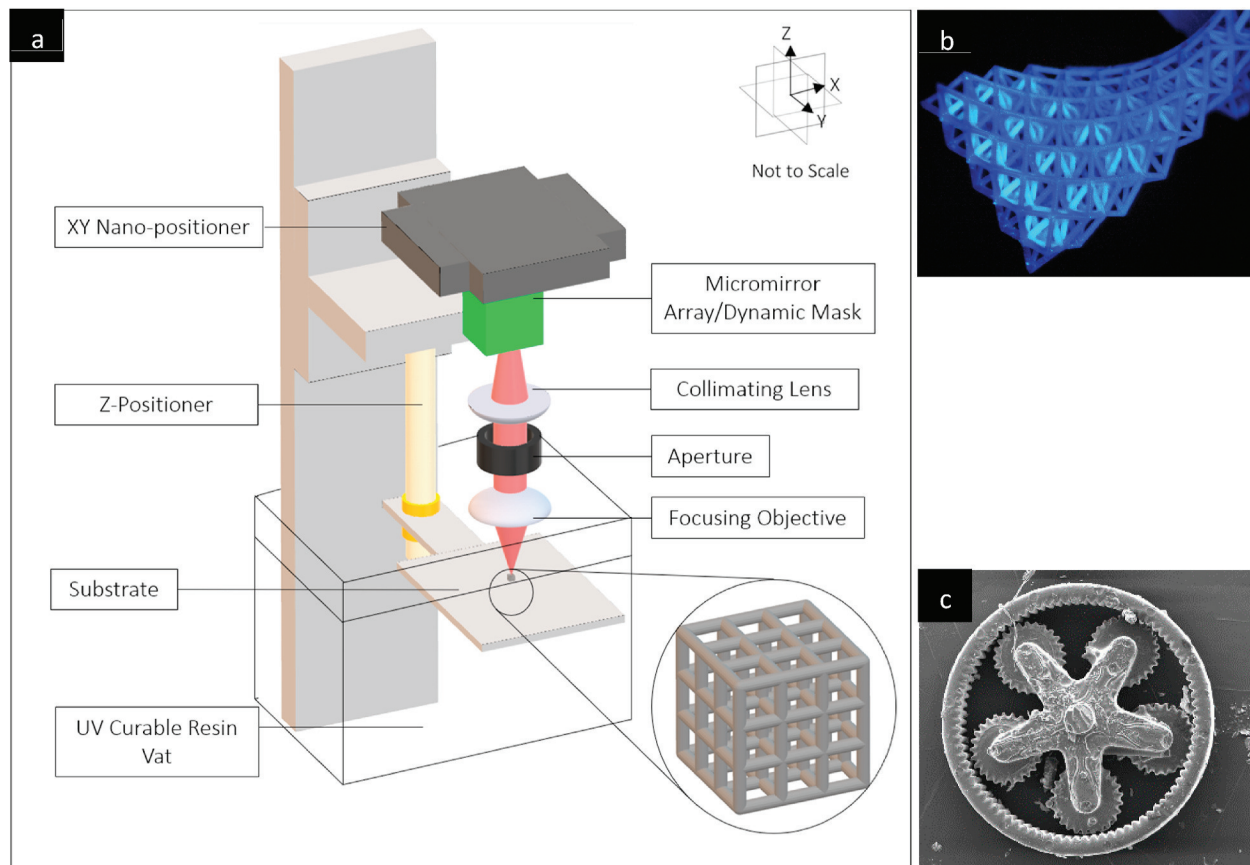 a
Z
X
Y
Not to Scale
XY Nano-positioner
Micromirror
Array/Dynamic Mask
Z-Positioner
Collimating Lens
Aperture
Focusing Objective
Substrate
UV Curable Resin
Vat
b
c